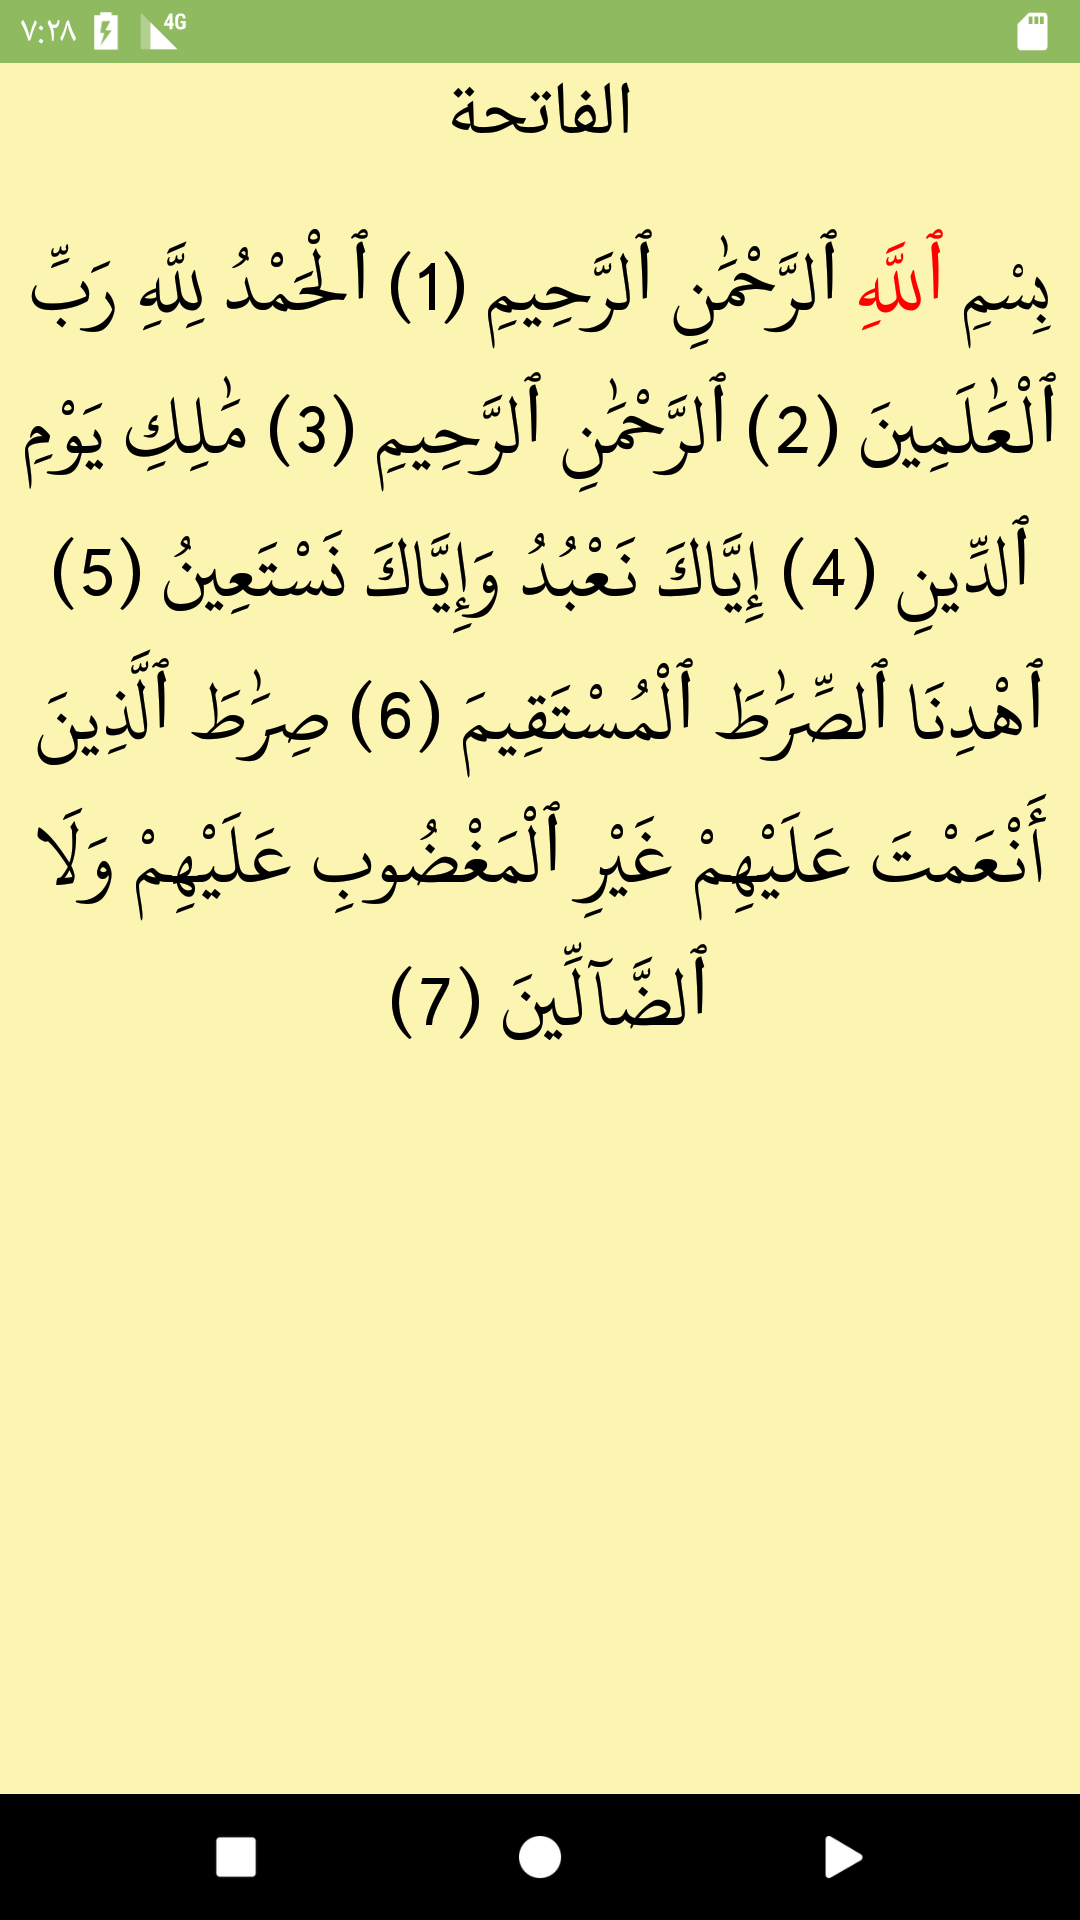 ٧:٢٨ 4G
الفاتحة
بِسْمِ ٱللَّهِ ٱلرَّحْمَٰنِ ٱلرَّحِيمِ (1) ٱلْحَمْدُ لِلَّهِ رَبِّ
ٱلْعَٰلَمِينَ (2) ٱلرَّحْمَٰنِ ٱلرَّحِيمِ (3) مَٰلِكِ يَوْمِ
ٱلدِّينِ (4) إِيَّاكَ نَعْبُدُ وَإِيَّاكَ نَسْتَعِينُ (5)
ٱهْدِنَا ٱلصِّرَٰطَ ٱلْمُسْتَقِيمَ (6) صِرَٰطَ ٱلَّذِينَ
أَنْعَمْتَ عَلَيْهِمْ غَيْرِ ٱلْمَغْضُوبِ عَلَيْهِمْ وَلَا
ٱلضَّآلِّينَ (7)